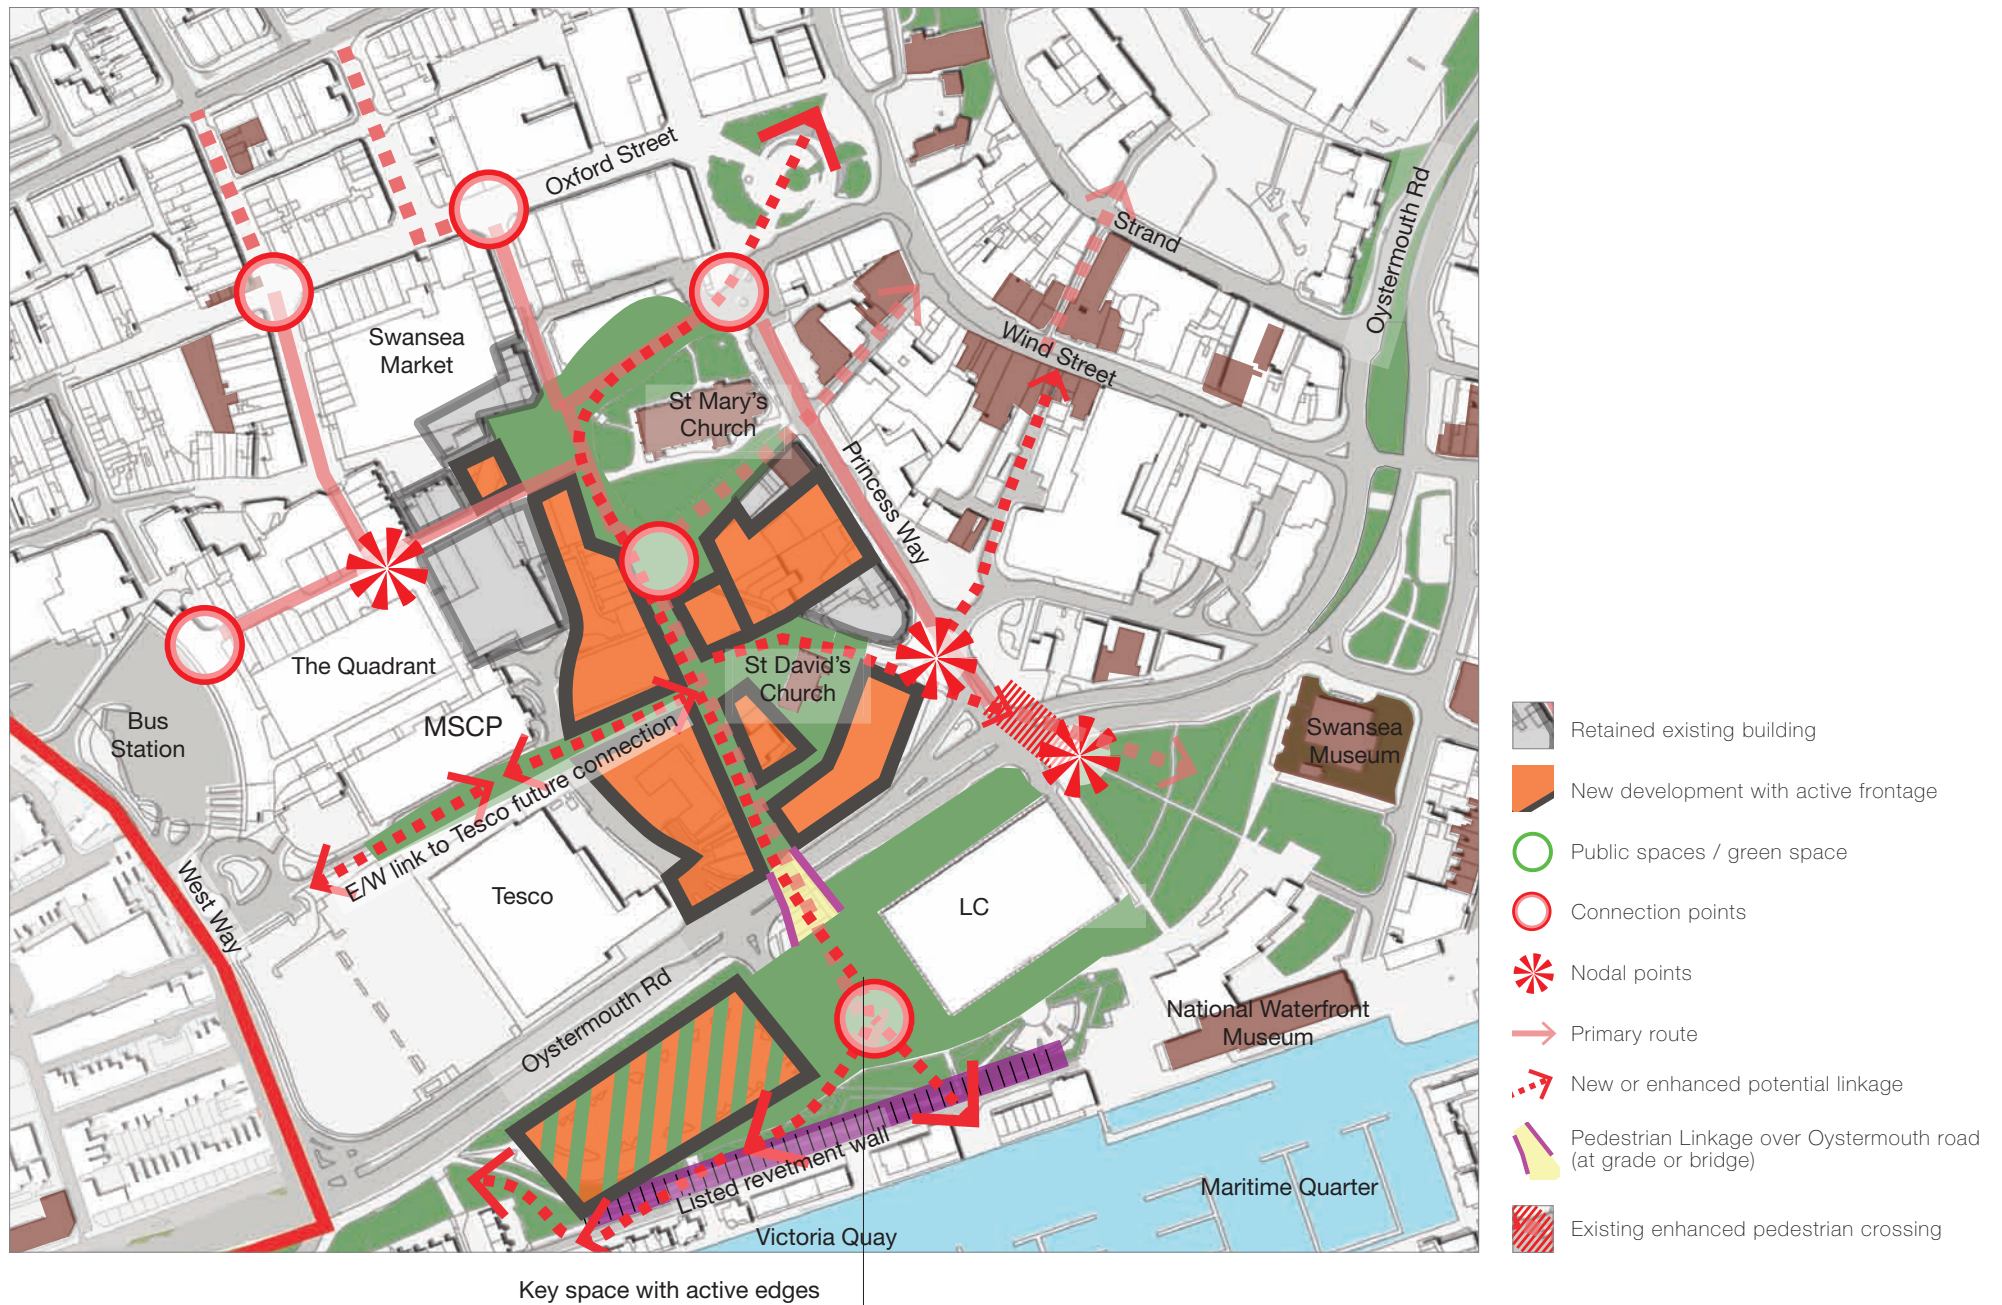 Oxford Street
Strand
Oystermouth Rd
Swansea
Market
Wind Street
St Mary's
Church
Princess Way
The Quadrant
St David's
Church
Bus
Station
MSCP
Swansea
Museum
E/W link to Tesco future connection
West Way
Tesco
LC
Oystermouth Rd
National Waterfront
Museum
Listed revetment wall
Maritime Quarter
Victoria Quay
Key space with active edges
Retained existing building
New development with active frontage
Public spaces / green space
Connection points
Nodal points
Primary route
New or enhanced potential linkage
Pedestrian Linkage over Oystermouth road
(at grade or bridge)
Existing enhanced pedestrian crossing